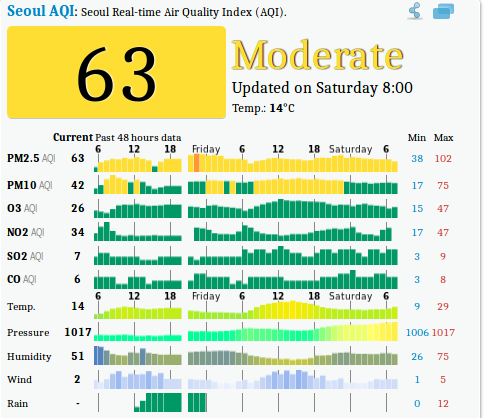 Seoul AQI: Seoul Real-time Air Quality Index (AQI).
63
Moderate
Updated on Saturday 8:00
Temp.: 14°C
Current Past 48 hours data Min Max
6 12 18 Friday 6 12 18 Saturday 6
PM2.5 AQI 63 38 102
PM10 AQI 42 17 75
O3 AQI 26 15 47
NO2 AQI 34 17 47
SO2 AQI 7 3 9
CO AQI 6 3 8
6 12 18 Friday 6 12 18 Saturday 6
Temp. 14 9 29
Pressure 1017 1006 1017
Humidity 51 26 75
Wind 2 1 5
Rain - 0 12